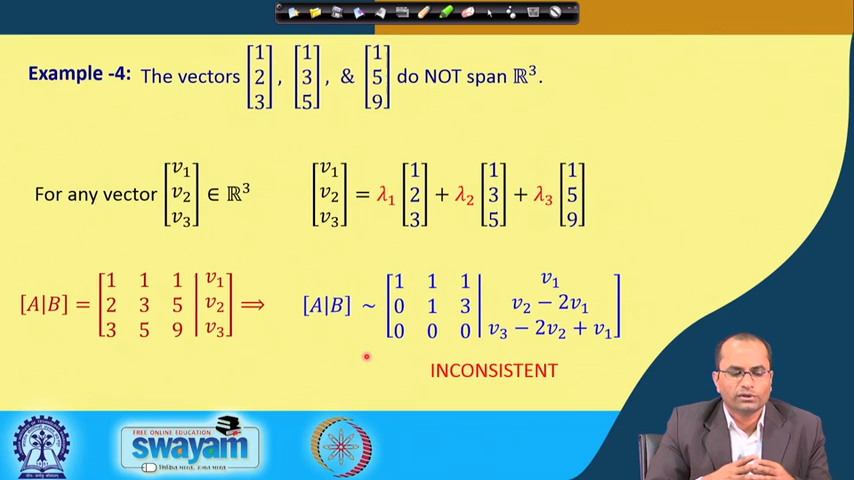 Example -4: The vectors [1 2 3], [1 3 5], & [1 5 9] do NOT span ℝ³.
For any vector [v₁ v₂ v₃] ∈ ℝ³ [v₁ v₂ v₃] = λ₁ [1 2 3] + λ₂ [1 3 5] + λ₃ [1 5 9]
[A|B] = [1 1 1 | v₁; 2 3 5 | v₂; 3 5 9 | v₃] ⟹ [A|B] ~ [1 1 1 | v₁; 0 1 3 | v₂ − 2v₁; 0 0 0 | v₃ − 2v₂ + v₁]
INCONSISTENT
FREE ONLINE EDUCATION
swayam